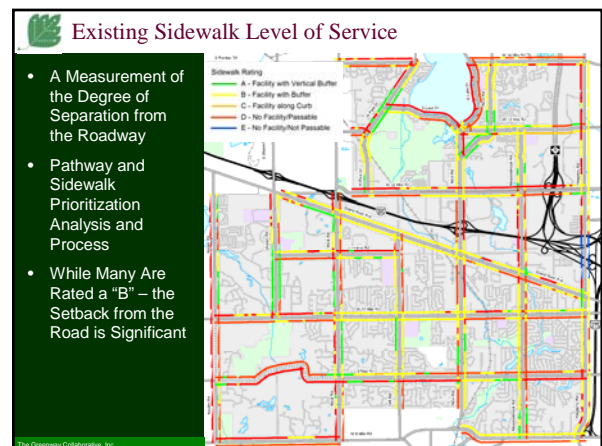 Existing Sidewalk Level of Service
• A Measurement of
the Degree of
Separation from
the Roadway
• Pathway and
Sidewalk
Prioritization
Analysis and
Process
• While Many Are
Rated a “B” – the
Setback from the
Road is Significant
Sidewalk Rating
A - Facility with Vertical Buffer
B - Facility with Buffer
C - Facility along Curb
D - No Facility/Passable
E - No Facility/Not Passable
The Greenway Collaborative, Inc.